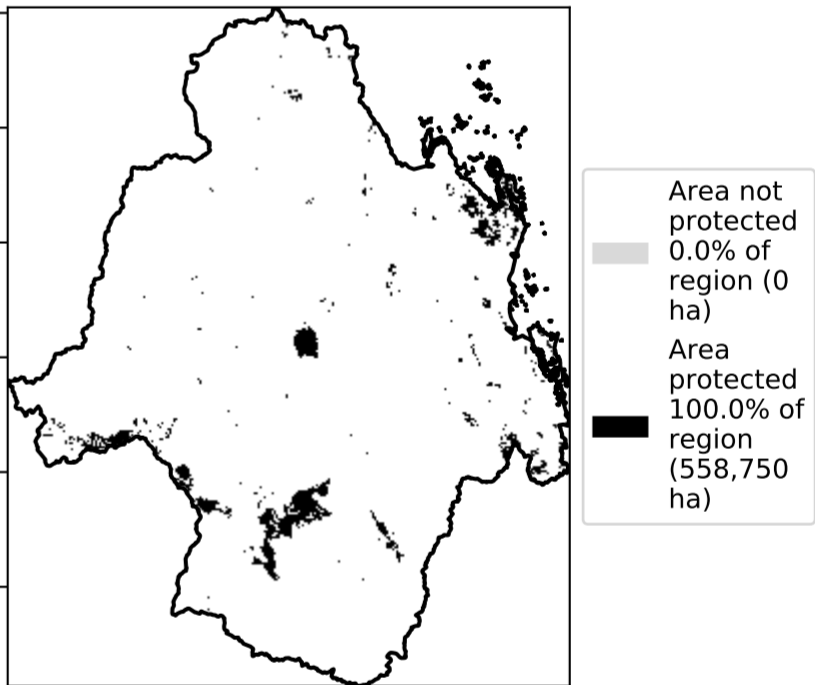 Area not
protected
0.0% of
region (0
ha)
Area
protected
100.0% of
region
(558,750
ha)